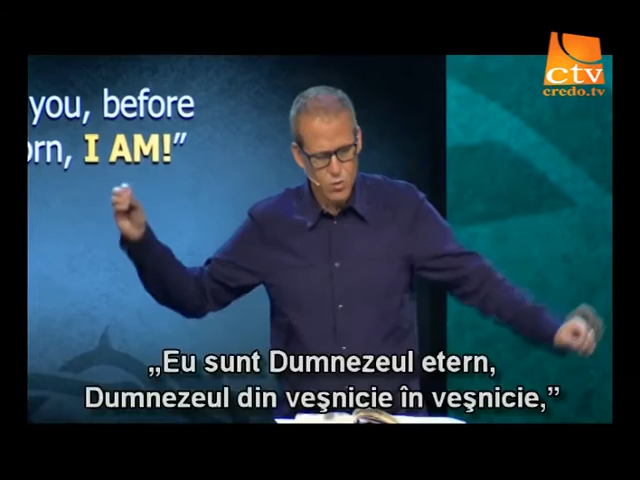 ctv
credo.tv
you, before
orn, I AM!”
„Eu sunt Dumnezeul etern,
Dumnezeul din veşnicie în veşnicie,”